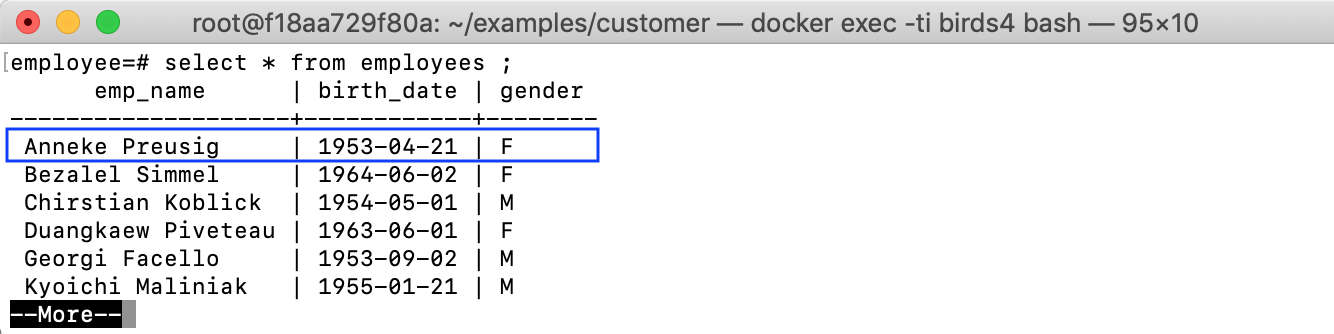 root@f18aa729f80a: ~/examples/customer — docker exec -ti birds4 bash — 95×10
[employee=# select * from employees ;
      emp_name      | birth_date | gender
--------------------+------------+--------
 Anneke Preusig     | 1953-04-21 | F
 Bezalel Simmel     | 1964-06-02 | F
 Chirstian Koblick  | 1954-05-01 | M
 Duangkaew Piveteau | 1963-06-01 | F
 Georgi Facello     | 1953-09-02 | M
 Kyoichi Maliniak   | 1955-01-21 | M
--More--